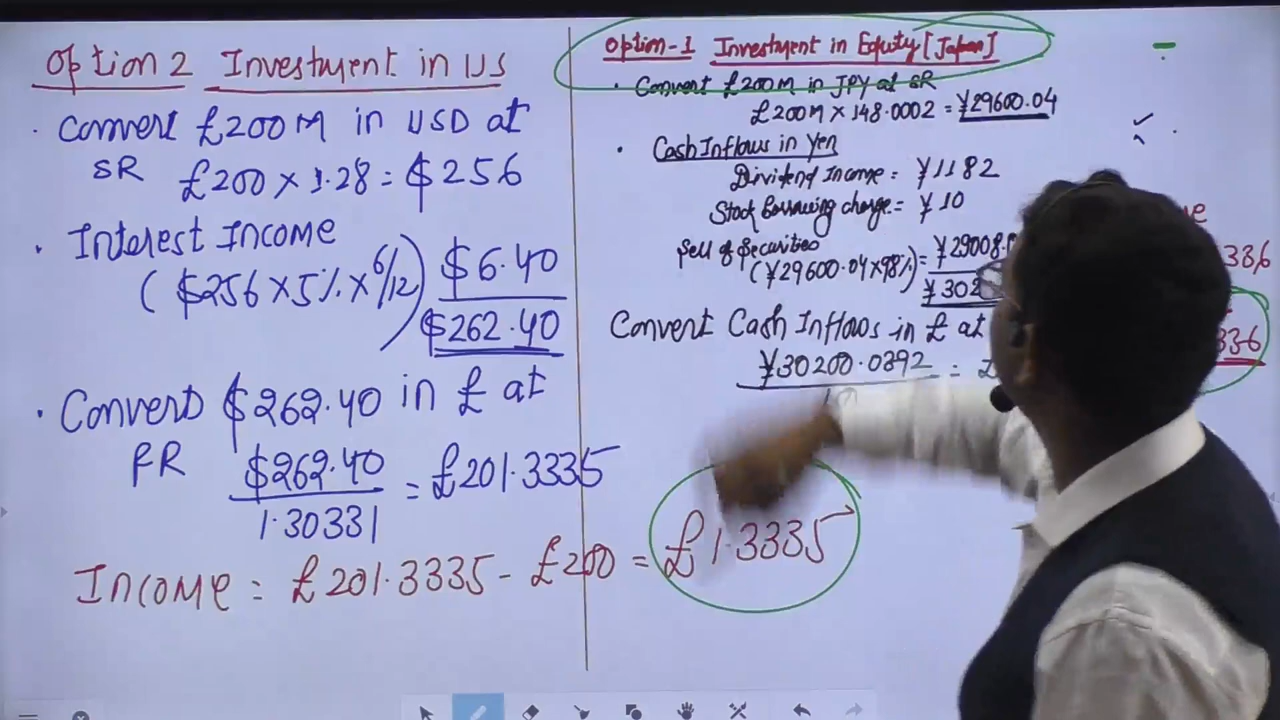 Option 2 Investment in US
· Convert £200M in USD at
SR £200 × 1.28 = $256
· Interest Income
($256 × 5% × 6/12) $6.40
$262.40
· Convert $262.40 in £ at
FR $262.40 / 1.30331 = £201.3335
Income = £201.3335 - £200 = £1.3335
Option-1 Investment in Equity [Japan]
· Convert £200M in JPY at SR
£200M × 148.0002 = ¥29600.04
· Cash Inflows in Yen
Dividend Income = ¥1182
Stock borrowing charge = ¥10
Sell of Securities
(¥29600.04 × 98%) = ¥29008.
¥302
Convert Cash Inflows in £ at
¥30200.0392 =